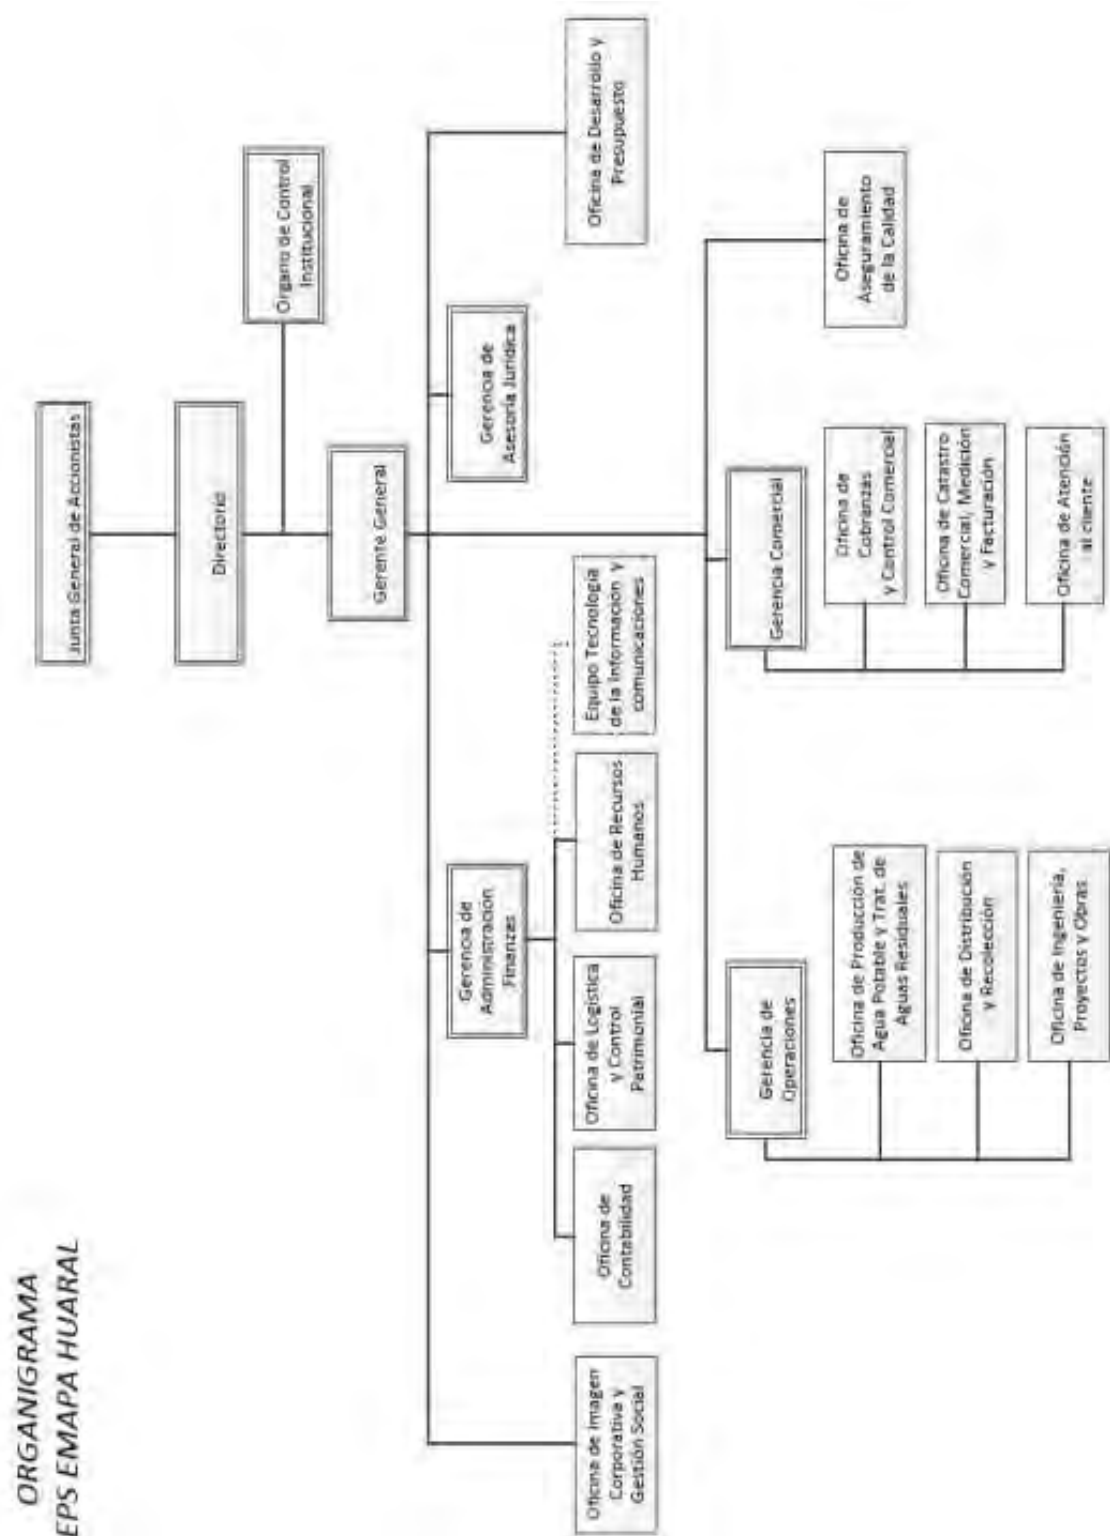 ORGANIGRAMA
EPS EMAPA HUARAL
Junta General de Accionistas
Directorio
Organo de Control
Institucional
Gerente General
Gerencia de
Asesoría Jurídica
Gerencia de
Administración
Finanzas
Oficina de Imagen
Corporativa y
Gestión Social
Oficina de
Contabilidad
Oficina de Logística
y Control
Patrimonial
Oficina de Recursos
Humanos
Equipo Tecnología
de la Información y
comunicaciones
Oficina de Desarrollo y
Presupuesto
Gerencia de
Operaciones
Gerencia Comercial
Oficina de
Aseguramiento
de la Calidad
Oficina de Producción de
Agua Potable y Trat. de
Aguas Residuales
Oficina de Distribución
y Recolección
Oficina de Ingeniería,
Proyectos y Obras
Oficina de
Cobranzas
y Control Comercial
Oficina de Catastro
Comercial, Medición
y Facturación
Oficina de Atención
al cliente